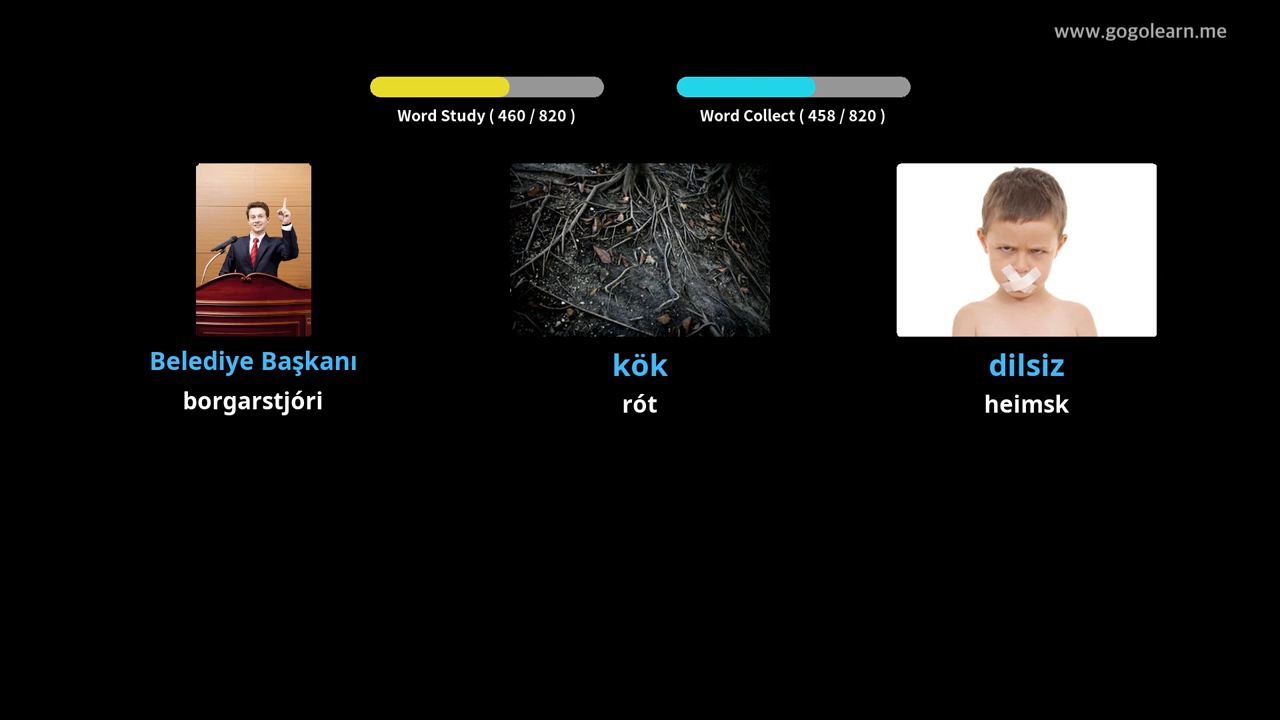 www.gogolearn.me
Word Study ( 460 / 820 )
Word Collect ( 458 / 820 )
Belediye Başkanı
borgarstjóri
kök
rót
dilsiz
heimsk